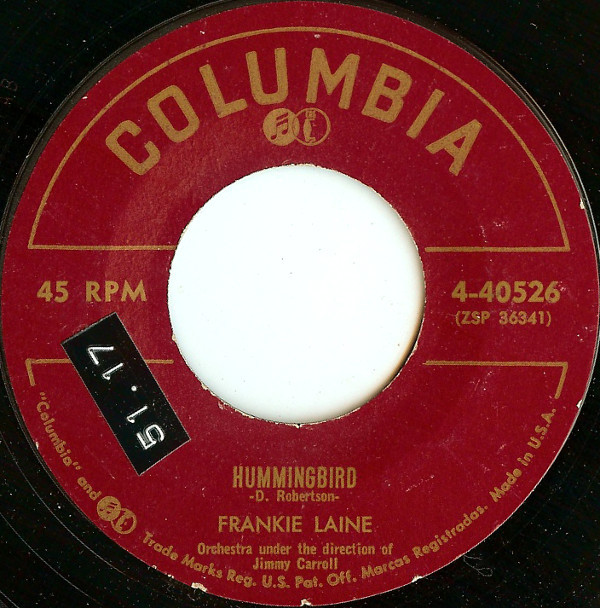 COLUMBIA
45 RPM
4-40526
(ZSP 36341)
51.17
HUMMINGBIRD
-D. Robertson-
FRANKIE LAINE
Orchestra under the direction of
Jimmy Carroll
"Columbia" and Trade Marks Reg. U.S. Pat. Off. Marcas Registradas. Made in U.S.A.